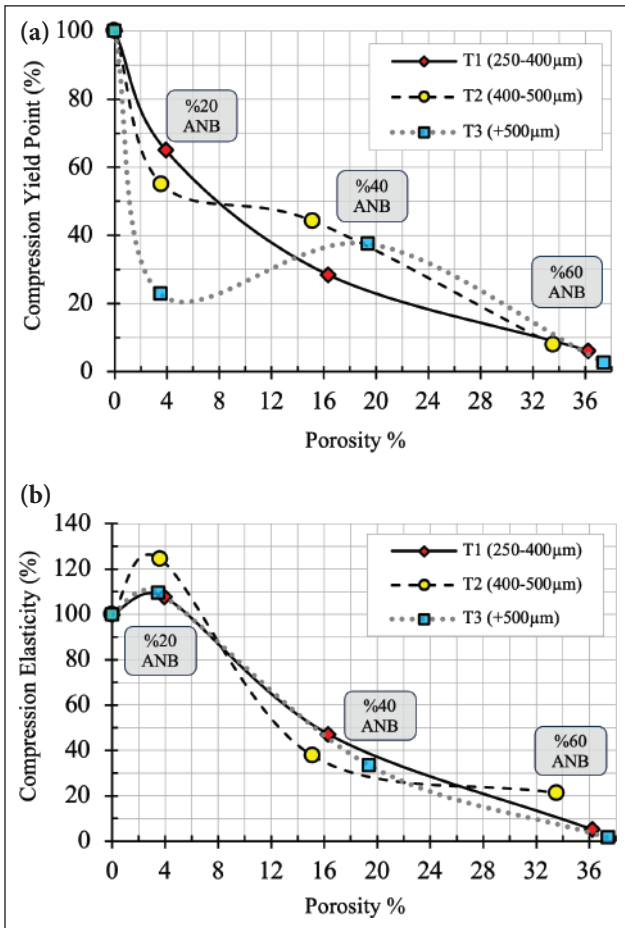 (a)
Compression Yield Point (%)
100
80
60
40
20
0
T1 (250-400µm)
T2 (400-500µm)
T3 (+500µm)
%20
ANB
%40
ANB
%60
ANB
0 4 8 12 16 20 24 28 32 36
Porosity %
(b)
Compression Elasticity (%)
140
120
100
80
60
40
20
0
T1 (250-400µm)
T2 (400-500µm)
T3 (+500µm)
%20
ANB
%40
ANB
%60
ANB
0 4 8 12 16 20 24 28 32 36
Porosity %